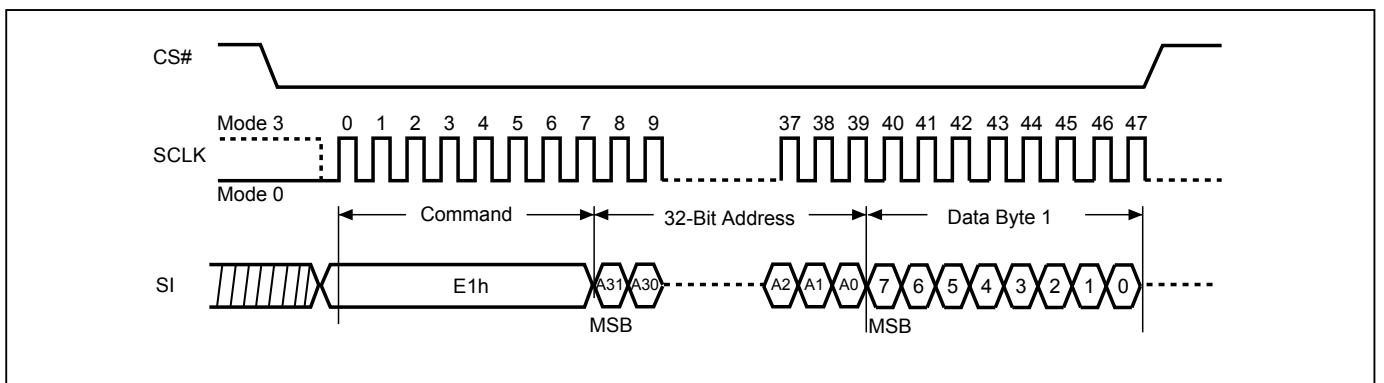 CS#
Mode 3
0 1 2 3 4 5 6 7 8 9 37 38 39 40 41 42 43 44 45 46 47
SCLK
Mode 0
Command 32-Bit Address Data Byte 1
SI E1h A31 A30 A2 A1 A0 7 6 5 4 3 2 1 0
MSB MSB